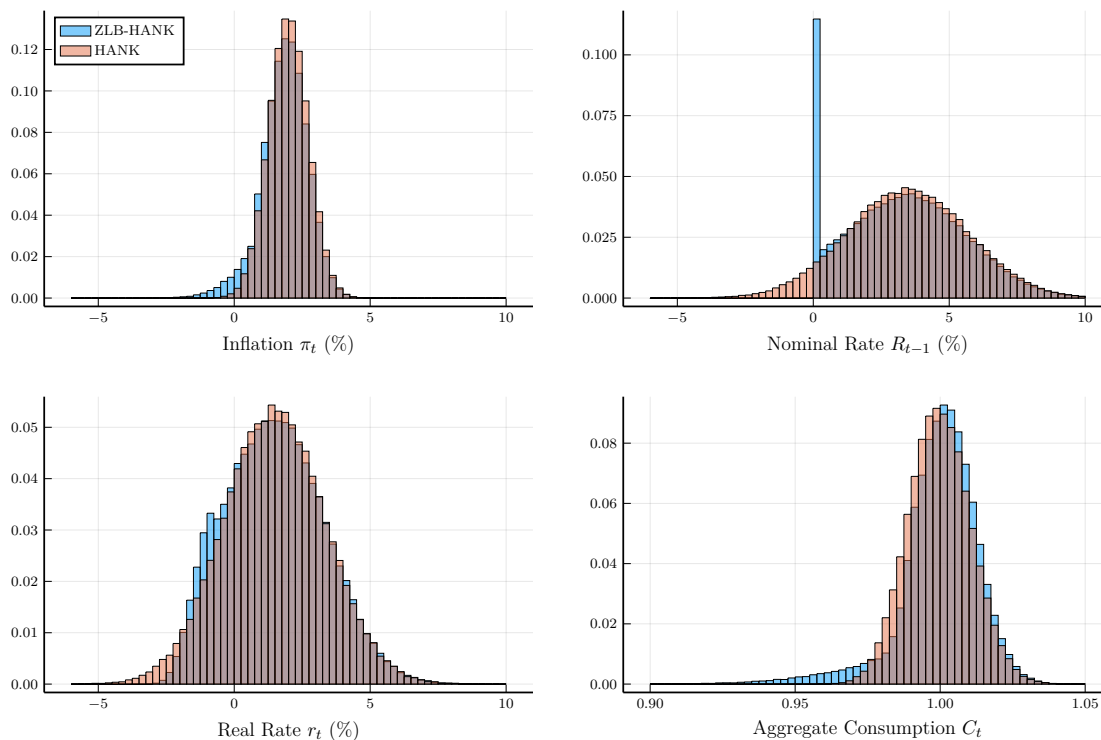 ZLB-HANK
HANK
0.12
0.10
0.08
0.06
0.04
0.02
0.00
−5 0 5 10
Inflation πₜ (%)
0.100
0.075
0.050
0.025
0.000
−5 0 5 10
Nominal Rate Rₜ₋₁ (%)
0.05
0.04
0.03
0.02
0.01
0.00
−5 0 5 10
Real Rate rₜ (%)
0.08
0.06
0.04
0.02
0.00
0.90 0.95 1.00 1.05
Aggregate Consumption Cₜ